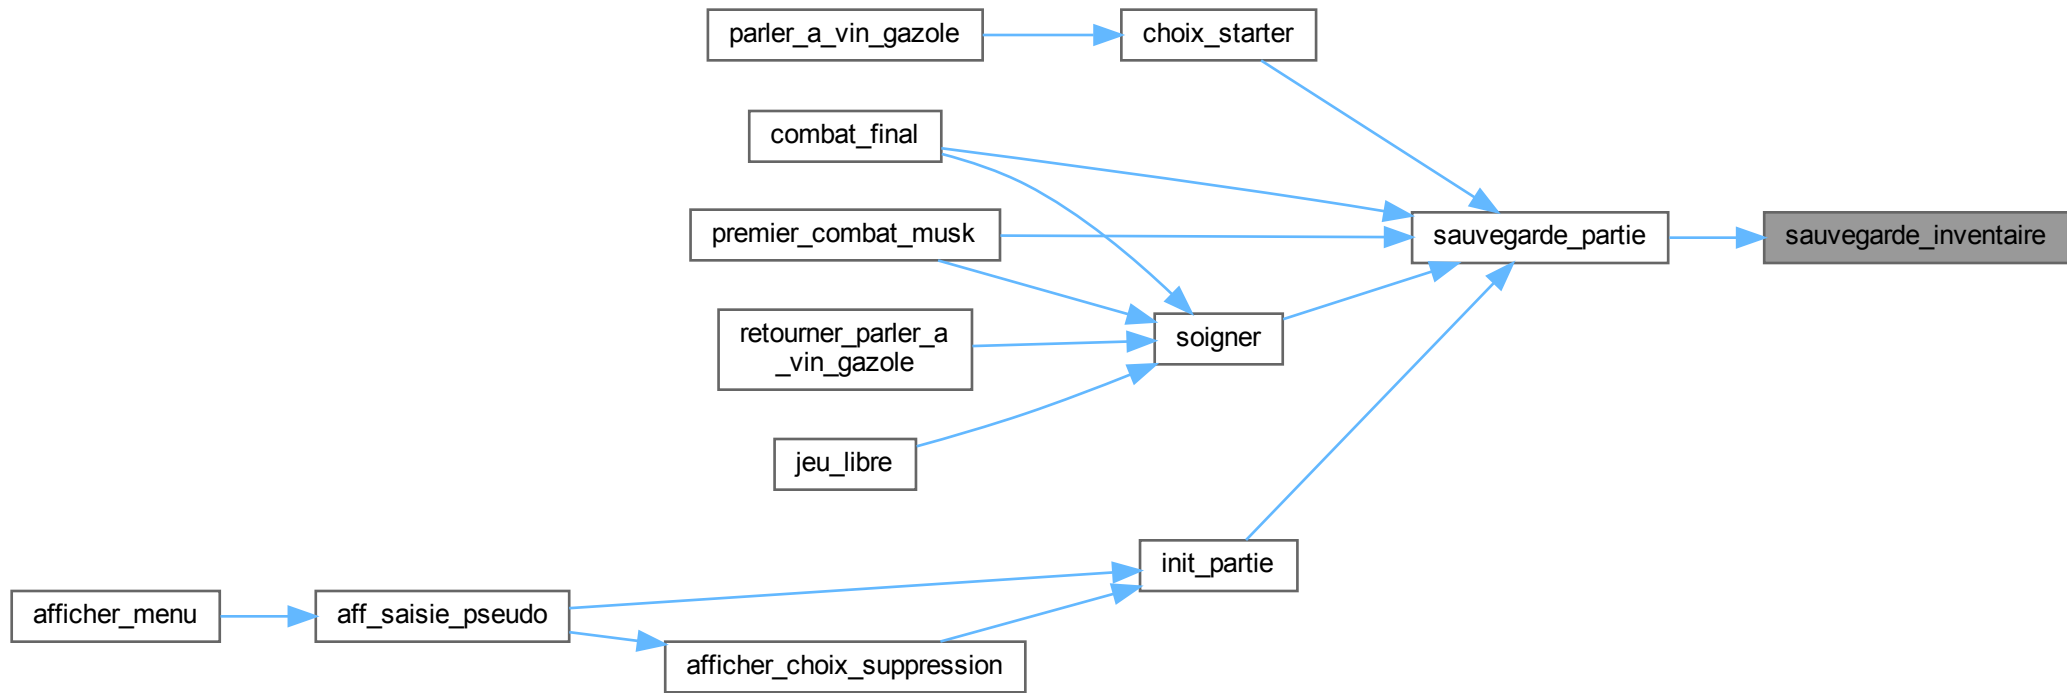 parler_a_vin_gazole
choix_starter
combat_final
premier_combat_musk
sauvegarde_partie
sauvegarde_inventaire
retourner_parler_a
_vin_gazole
soigner
jeu_libre
init_partie
afficher_menu
aff_saisie_pseudo
afficher_choix_suppression